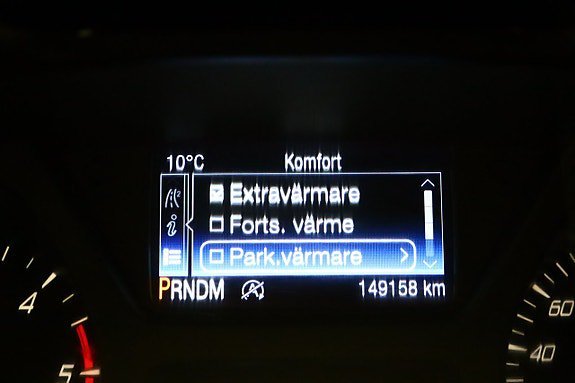 10°C Komfort
Extravärmare
Forts. värme
Park.värmare
PRNDM 149158 km
4
5
60
40